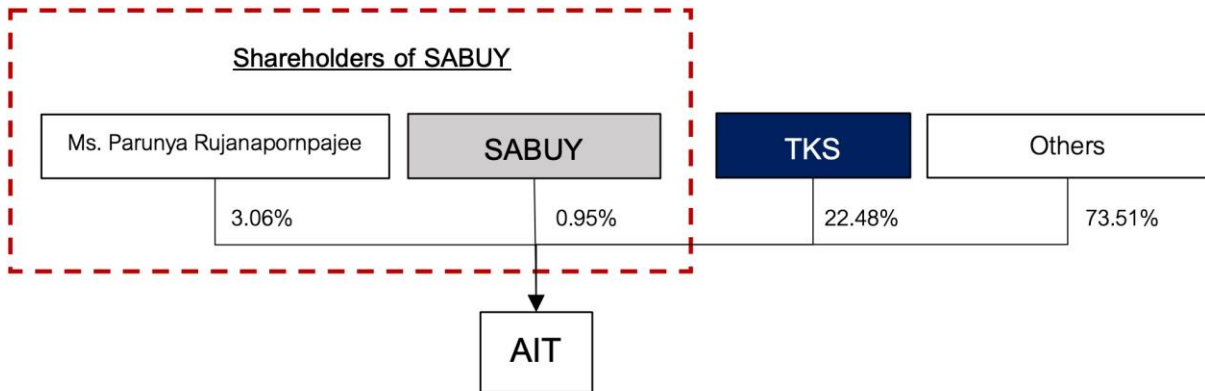 Shareholders of SABUY
Ms. Parunya Rujanapornpajee
SABUY
TKS
Others
3.06%
0.95%
22.48%
73.51%
AIT